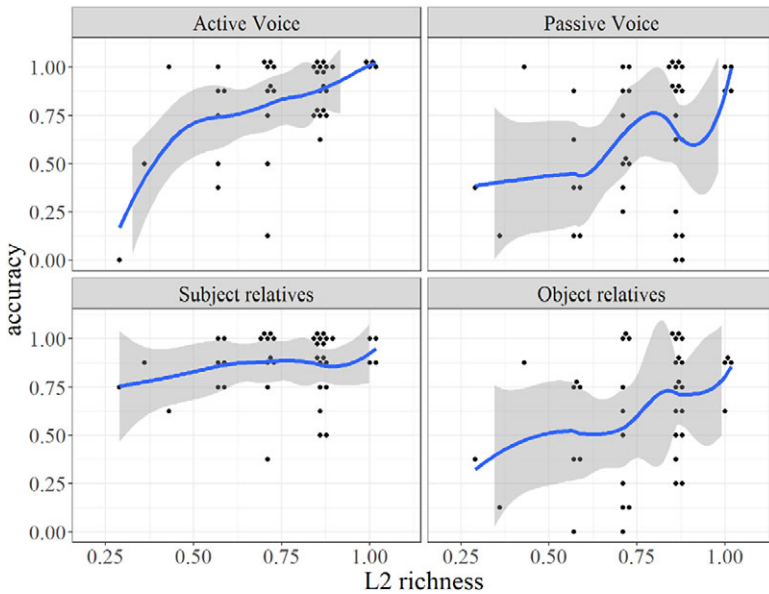 Active Voice
Passive Voice
accuracy
1.00
0.75
0.50
0.25
0.00
Subject relatives
Object relatives
1.00
0.75
0.50
0.25
0.00
0.25 0.50 0.75 1.00
0.25 0.50 0.75 1.00
L2 richness